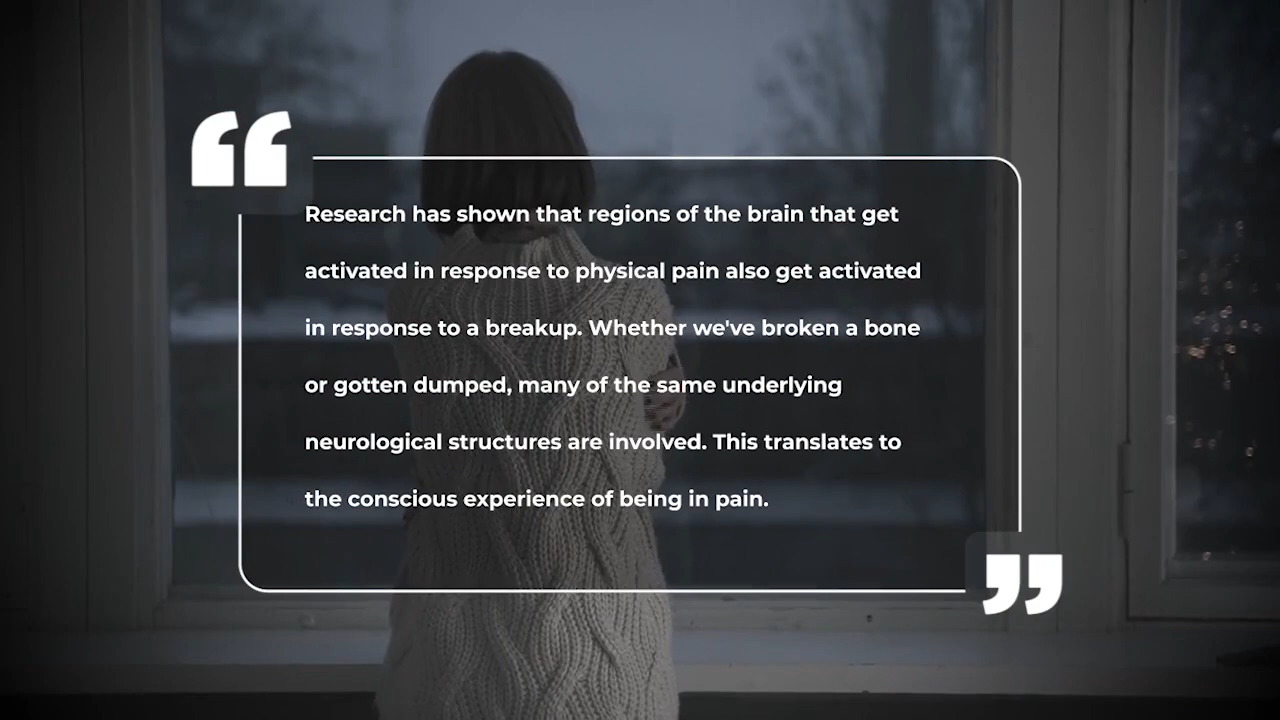 Research has shown that regions of the brain that get
activated in response to physical pain also get activated
in response to a breakup. Whether we've broken a bone
or gotten dumped, many of the same underlying
neurological structures are involved. This translates to
the conscious experience of being in pain.